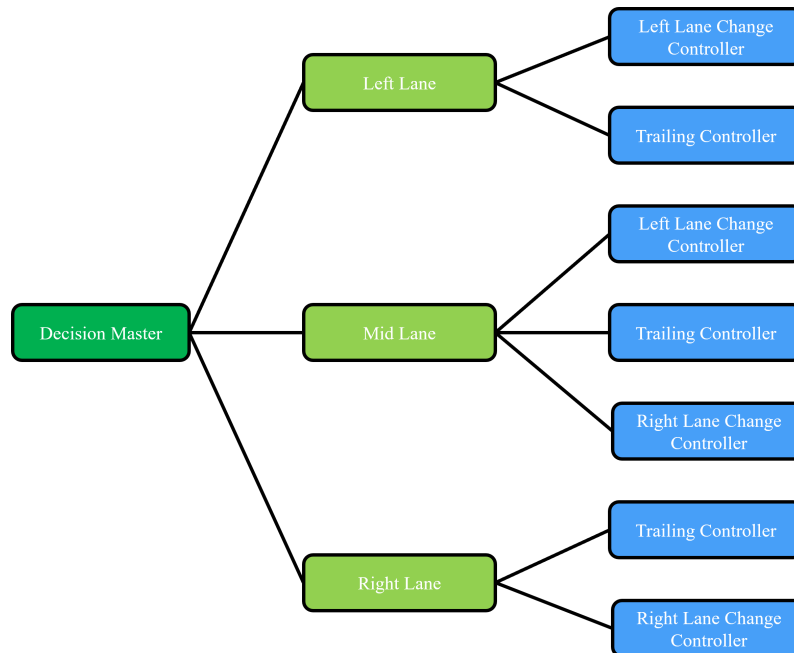 Decision Master
Left Lane
Left Lane Change
Controller
Trailing Controller
Mid Lane
Left Lane Change
Controller
Trailing Controller
Right Lane Change
Controller
Right Lane
Trailing Controller
Right Lane Change
Controller